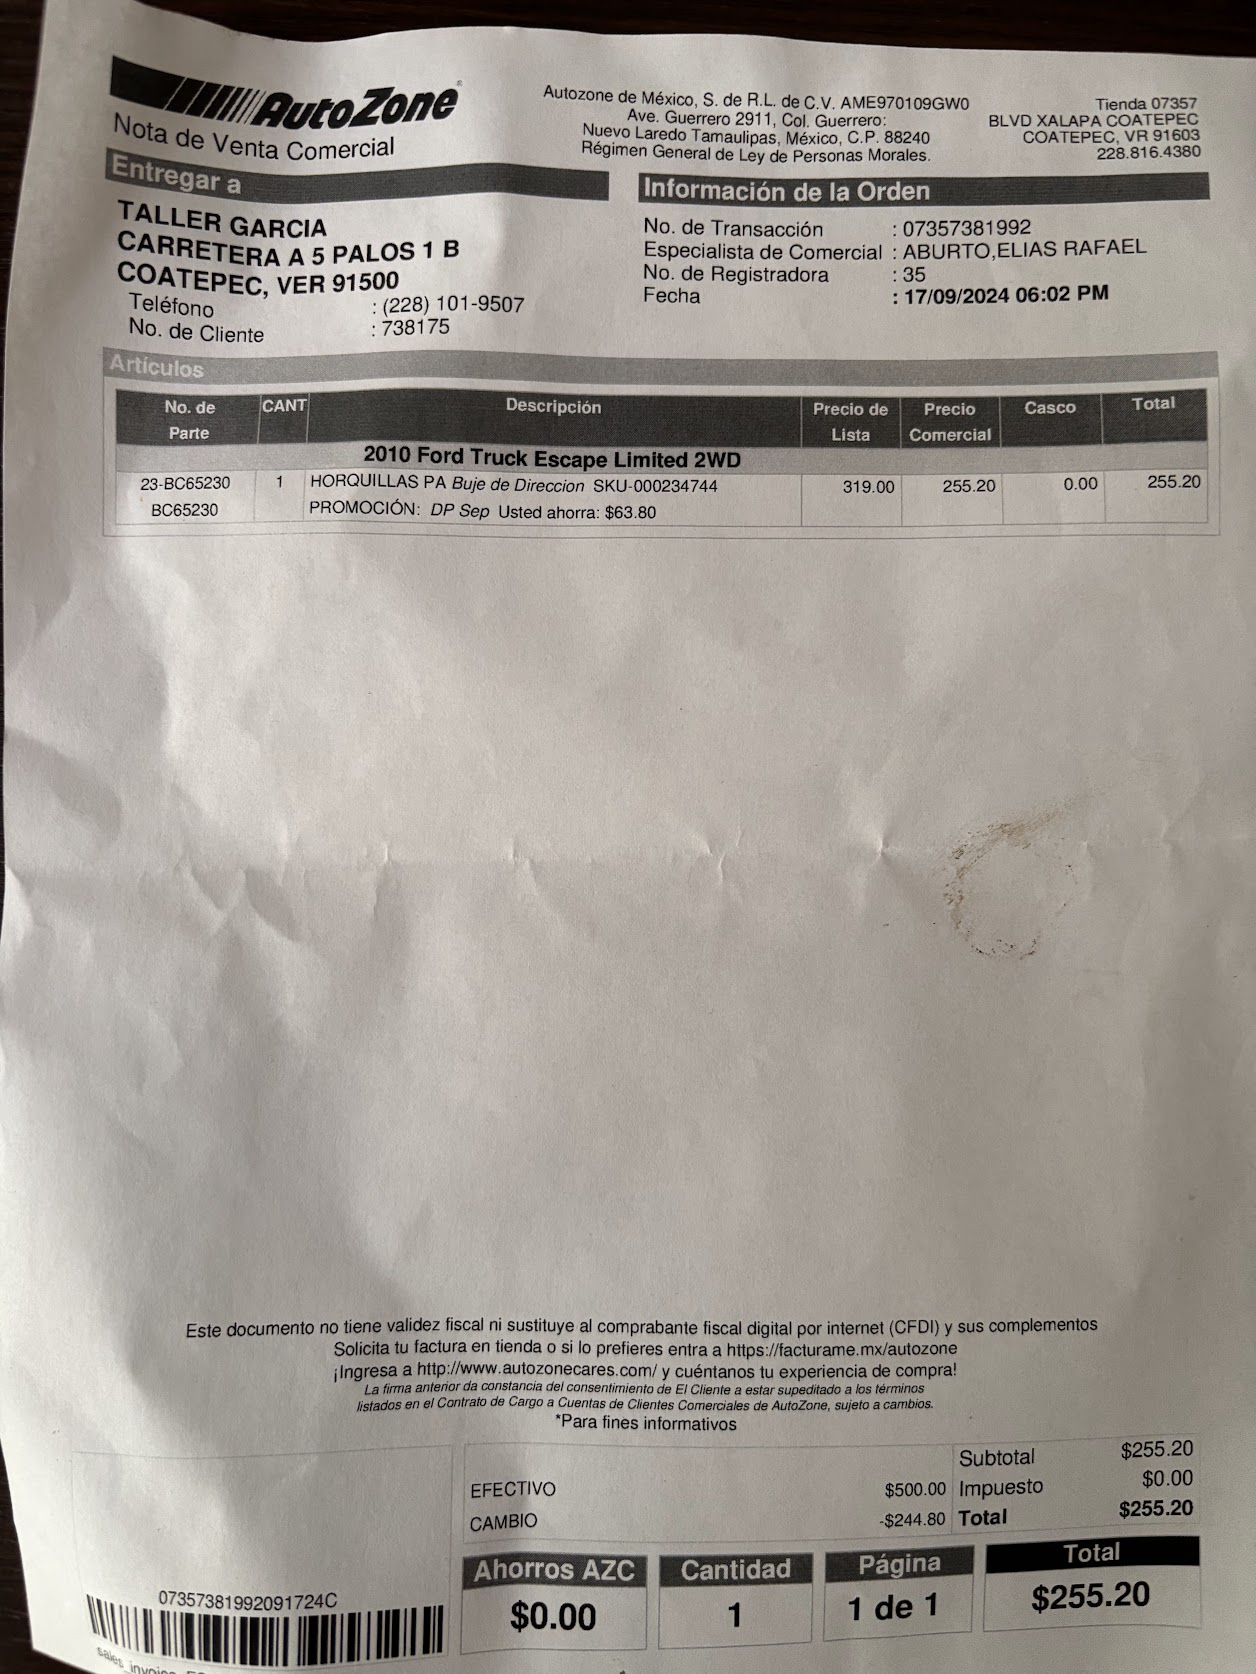 AutoZone
Nota de Venta Comercial
Autozone de México, S. de R.L. de C.V. AME970109GW0
Ave. Guerrero 2911, Col. Guerrero:
Nuevo Laredo Tamaulipas, México, C.P. 88240
Régimen General de Ley de Personas Morales.
Tienda 07357
BLVD XALAPA COATEPEC
COATEPEC, VR 91603
228.816.4380
Entregar a
TALLER GARCIA
CARRETERA A 5 PALOS 1 B
COATEPEC, VER 91500
Teléfono : (228) 101-9507
No. de Cliente : 738175
Información de la Orden
No. de Transacción : 07357381992
Especialista de Comercial : ABURTO,ELIAS RAFAEL
No. de Registradora : 35
Fecha : 17/09/2024 06:02 PM
Artículos
No. de Parte CANT Descripción Precio de Lista Precio Comercial Casco Total
2010 Ford Truck Escape Limited 2WD
23-BC65230 1 HORQUILLAS PA Buje de Direccion SKU-000234744 319.00 255.20 0.00 255.20
BC65230 PROMOCIÓN: DP Sep Usted ahorra: $63.80
Este documento no tiene validez fiscal ni sustituye al comprobante fiscal digital por internet (CFDI) y sus complementos
Solicita tu factura en tienda o si lo prefieres entra a https://facturame.mx/autozone
¡Ingresa a http://www.autozonecares.com/ y cuéntanos tu experiencia de compra!
La firma anterior da constancia del consentimiento de El Cliente a estar supeditado a los términos
listados en el Contrato de Cargo a Cuentas de Clientes Comerciales de AutoZone, sujeto a cambios.
*Para fines informativos
Subtotal $255.20
EFECTIVO $500.00 Impuesto $0.00
CAMBIO -$244.80 Total $255.20
Ahorros AZC Cantidad Página Total
$0.00 1 1 de 1 $255.20
07357381992091724C
sales_invoice